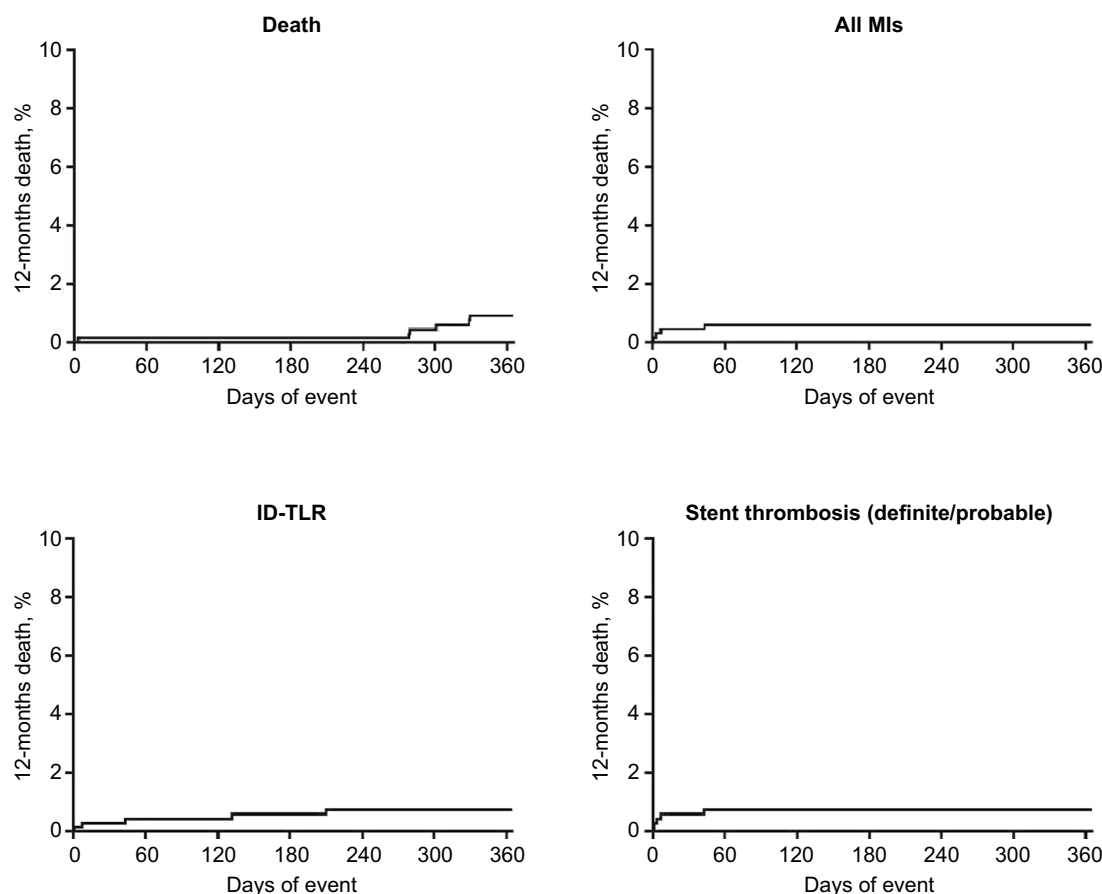 Death
12-months death, %
10
8
6
4
2
0
0 60 120 180 240 300 360
Days of event
All MIs
12-months death, %
10
8
6
4
2
0
0 60 120 180 240 300 360
Days of event
ID-TLR
12-months death, %
10
8
6
4
2
0
0 60 120 180 240 300 360
Days of event
Stent thrombosis (definite/probable)
12-months death, %
10
8
6
4
2
0
0 60 120 180 240 300 360
Days of event